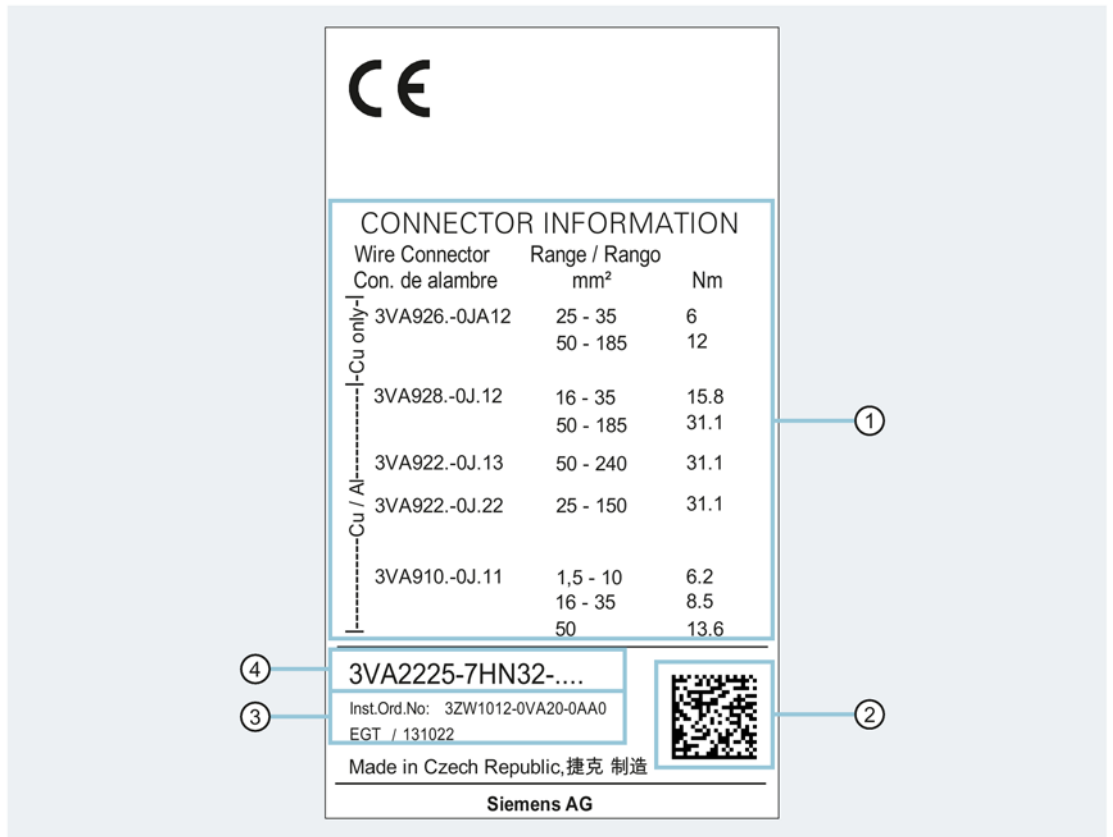 CE
CONNECTOR INFORMATION
Wire Connector Range / Rango
Con. de alambre mm² Nm
|-Cu only-|
3VA926.-0JA12 25 - 35 6
50 - 185 12
|--------Cu / Al--------|
3VA928.-0J.12 16 - 35 15.8
50 - 185 31.1
①
3VA922.-0J.13 50 - 240 31.1
3VA922.-0J.22 25 - 150 31.1
3VA910.-0J.11 1,5 - 10 6.2
16 - 35 8.5
50 13.6
④ 3VA2225-7HN32-....
③ Inst.Ord.No: 3ZW1012-0VA20-0AA0 ②
EGT / 131022
Made in Czech Republic,捷克 制造
Siemens AG